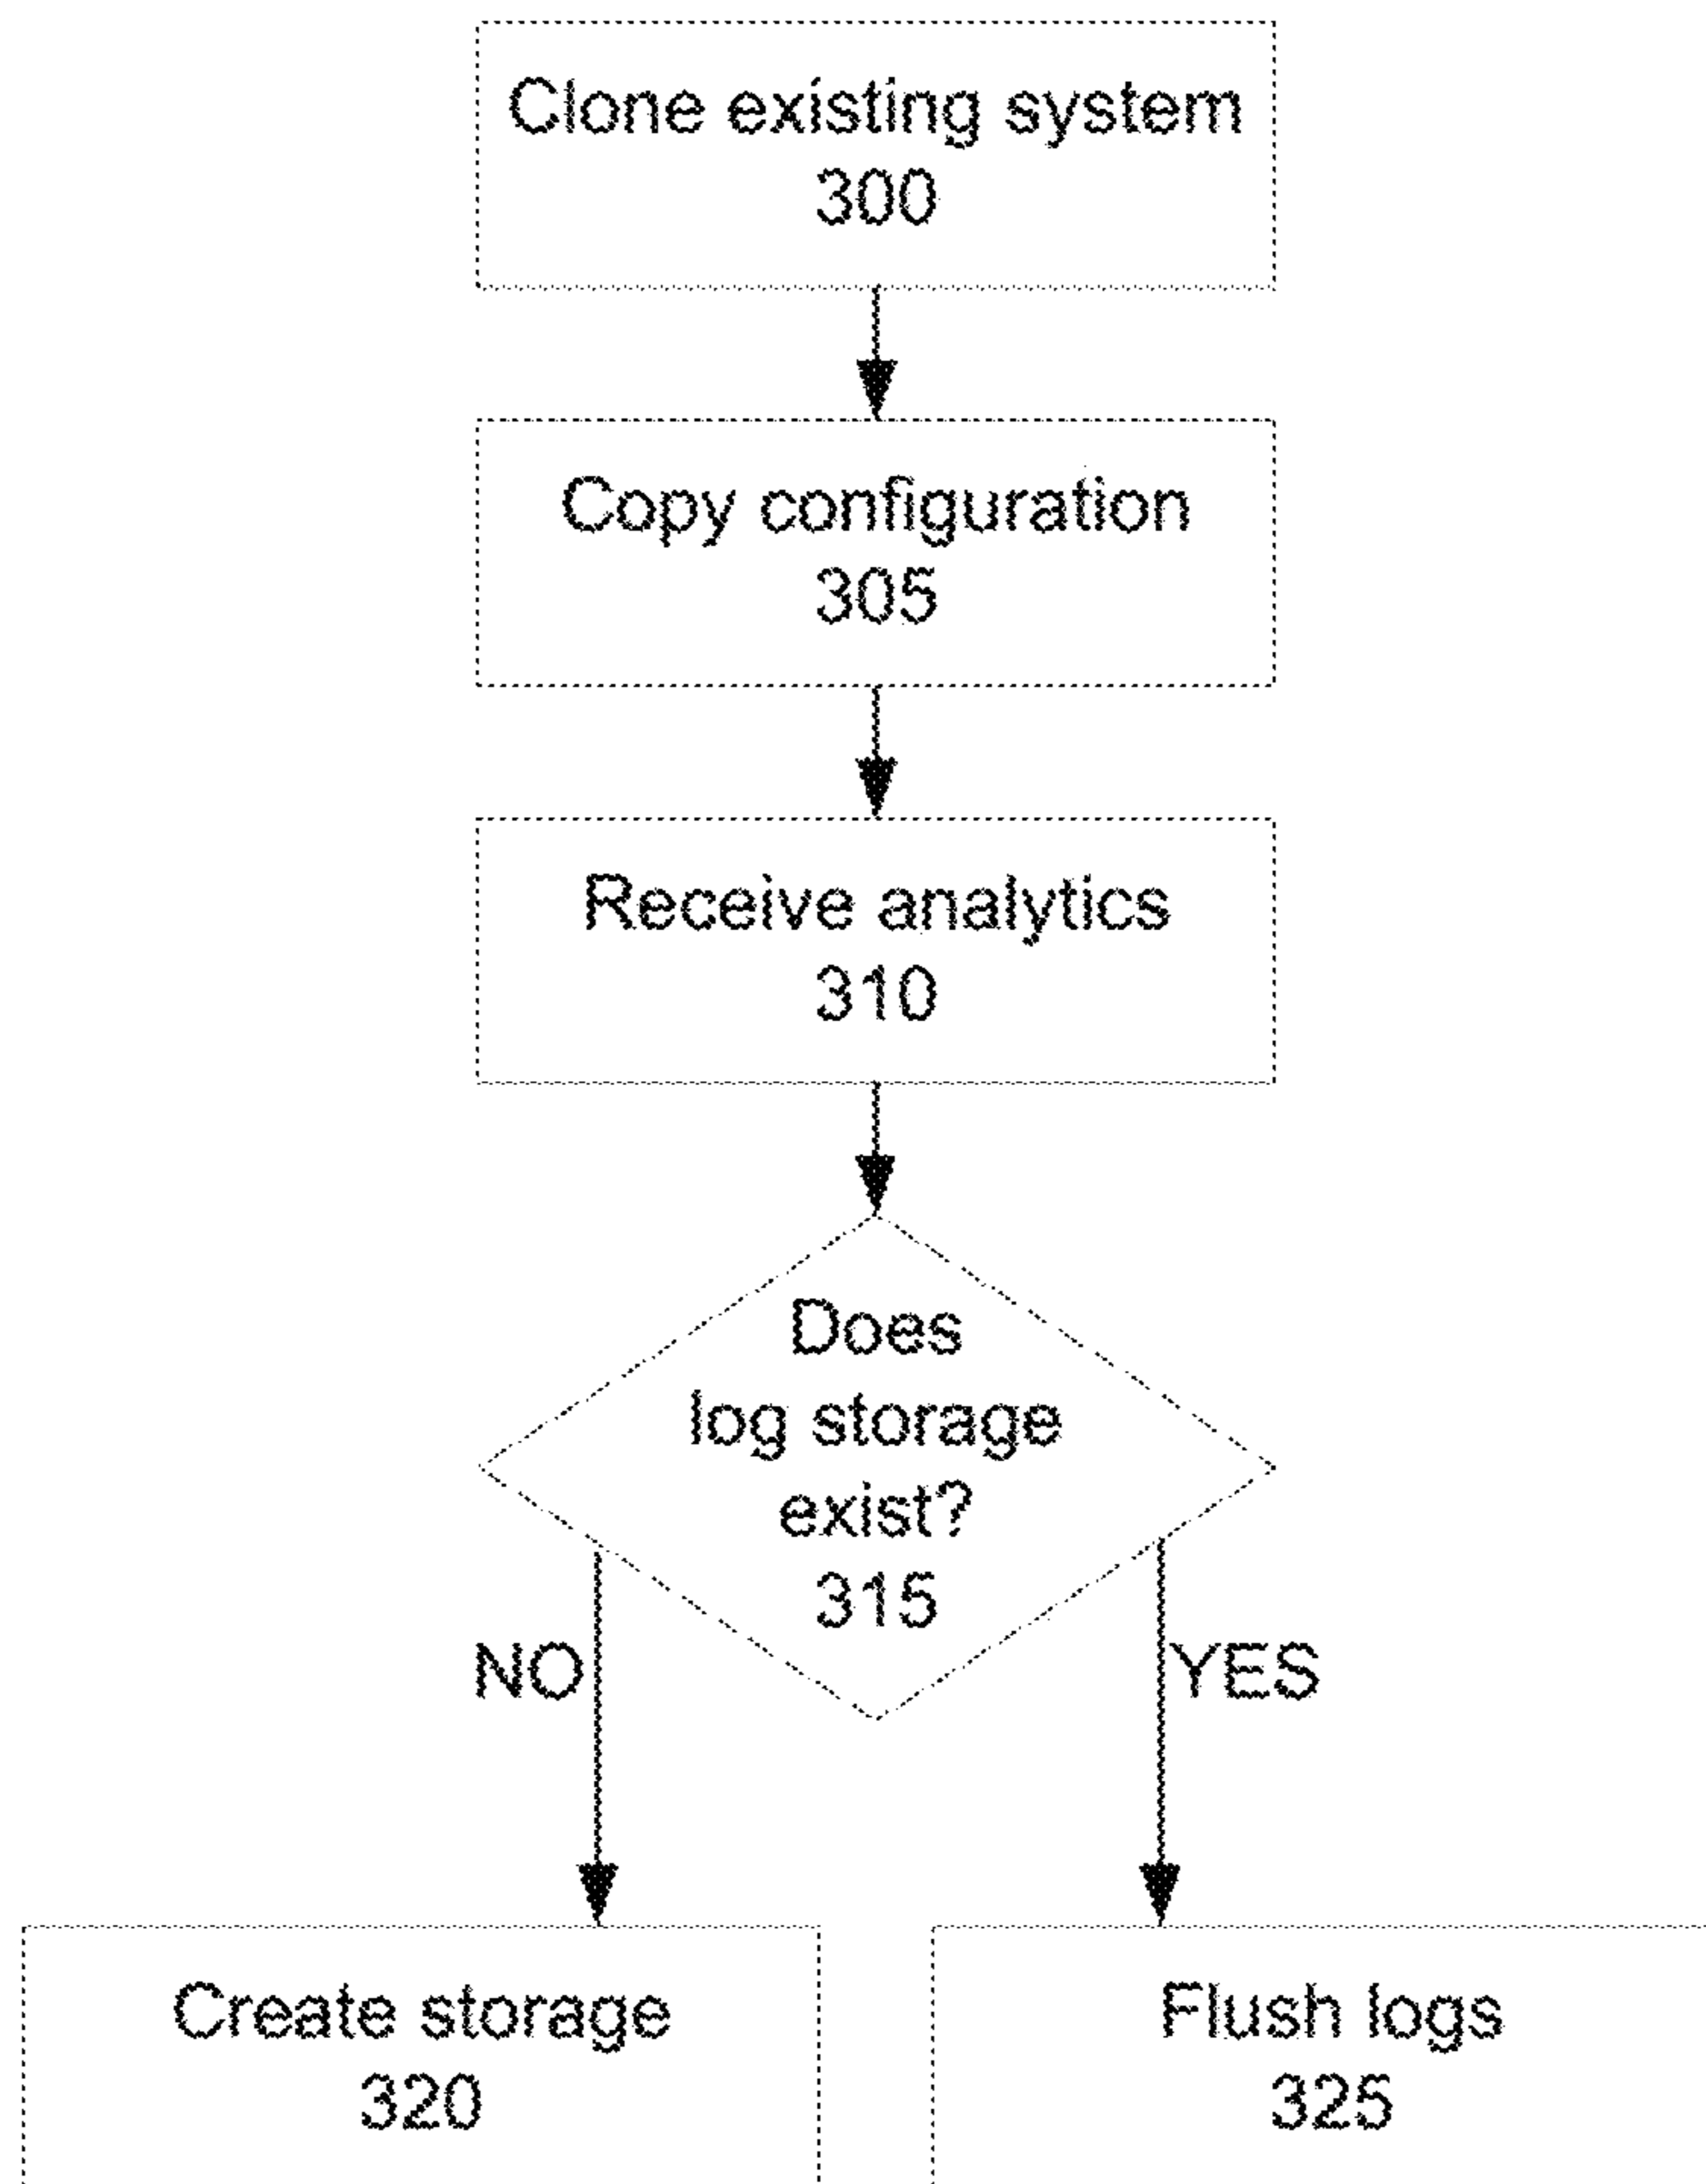 Clone existing system
300
Copy configuration
305
Receive analytics
310
Does
log storage
exist?
315
NO
YES
Create storage
320
Flush logs
325